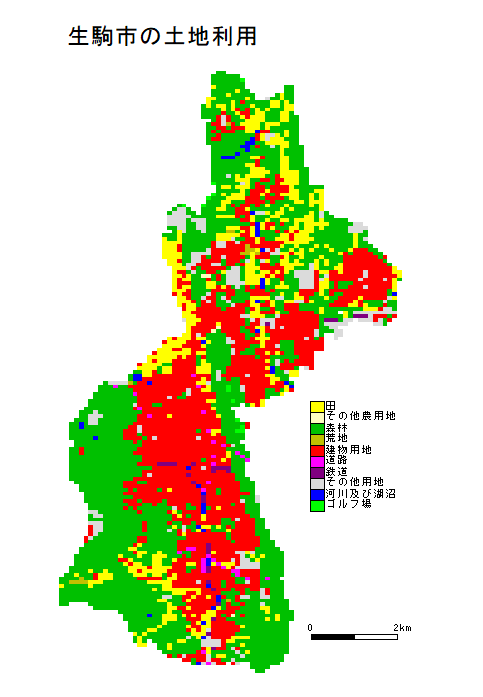 生駒市の土地利用
田
その他農用地
森林
荒地
建物用地
道路
鉄道
その他用地
河川及び湖沼
ゴルフ場
0 2km